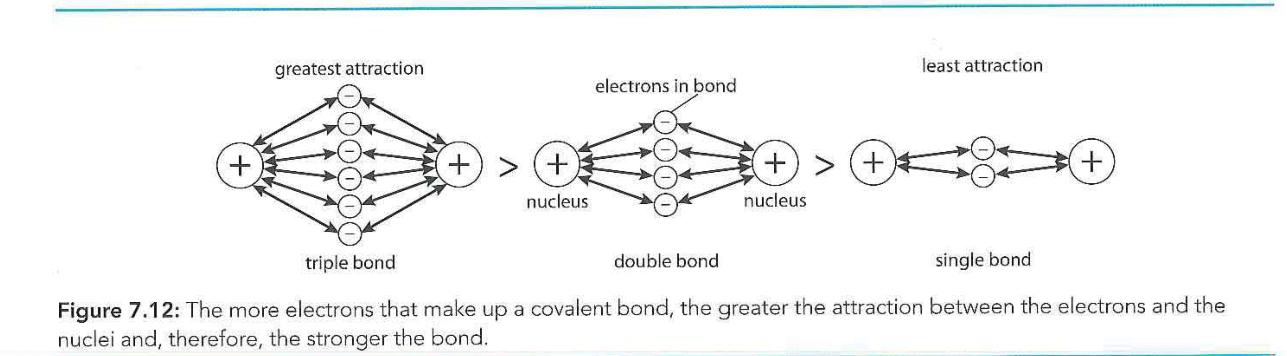 greatest attraction
least attraction
electrons in bond
+ − − − − − − + > + − − − − + > + − − +
nucleus
nucleus
triple bond
double bond
single bond
Figure 7.12: The more electrons that make up a covalent bond, the greater the attraction between the electrons and the
nuclei and, therefore, the stronger the bond.